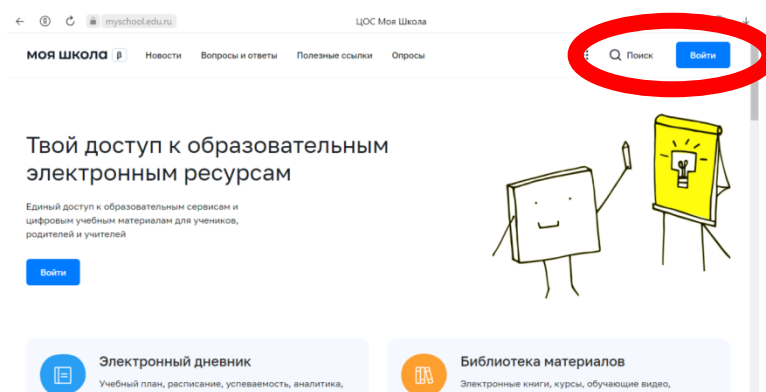 myschool.edu.ru
ЦОС Моя Школа
МОЯ ШКОЛА β Новости Вопросы и ответы Полезные ссылки Опросы Поиск Войти
Твой доступ к образовательным
электронным ресурсам
Единый доступ к образовательным сервисам и
цифровым учебным материалам для учеников,
родителей и учителей
Войти
Электронный дневник
Учебный план, расписание, успеваемость, аналитика,
Библиотека материалов
Электронные книги, курсы, обучающие видео,